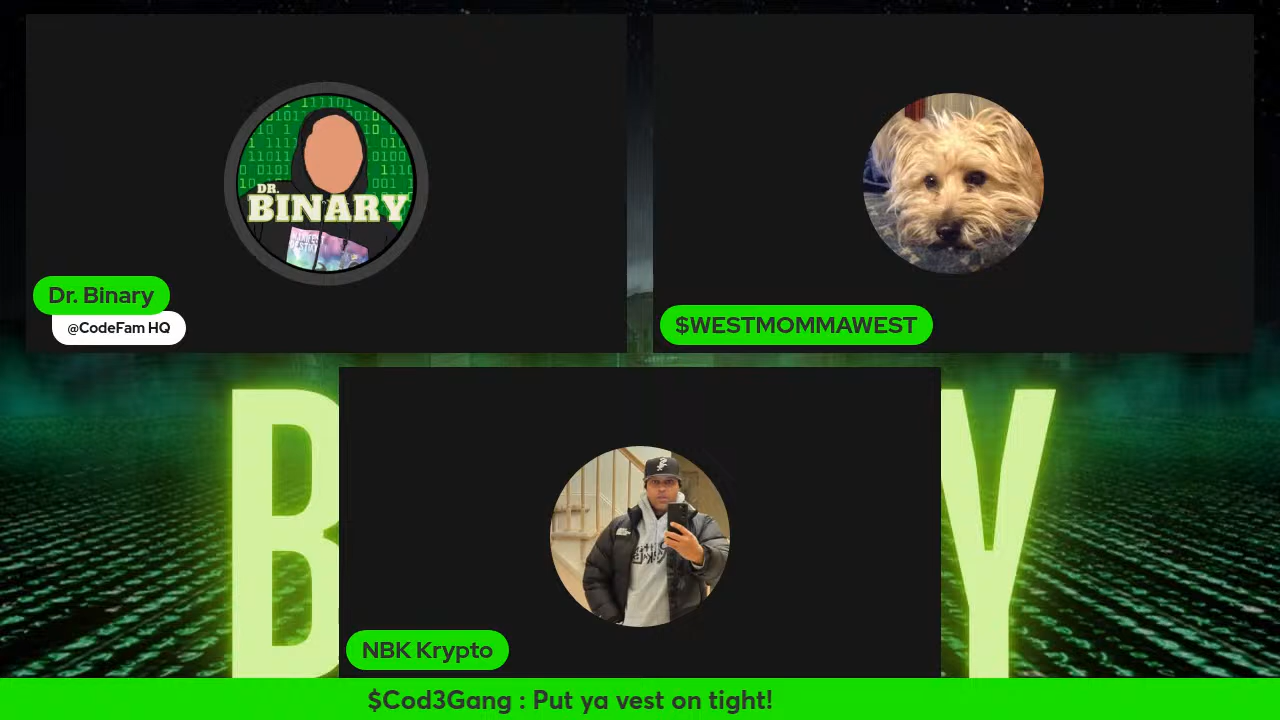 DR.
BINARY
Dr. Binary
@CodeFam HQ
$WESTMOMMAWEST
B
Y
NBK Krypto
$Cod3Gang : Put ya vest on tight!